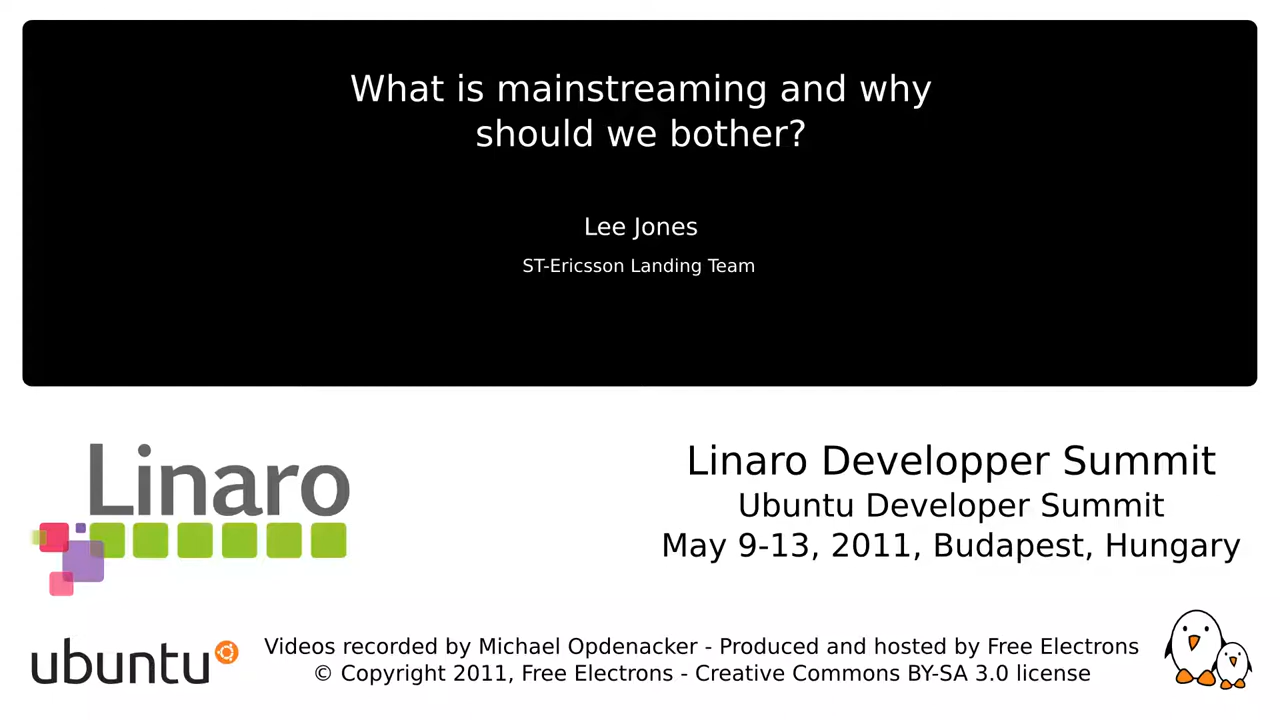 What is mainstreaming and why
should we bother?
Lee Jones
ST-Ericsson Landing Team
Linaro
Linaro Developper Summit
Ubuntu Developer Summit
May 9-13, 2011, Budapest, Hungary
ubuntu
Videos recorded by Michael Opdenacker - Produced and hosted by Free Electrons
© Copyright 2011, Free Electrons - Creative Commons BY-SA 3.0 license